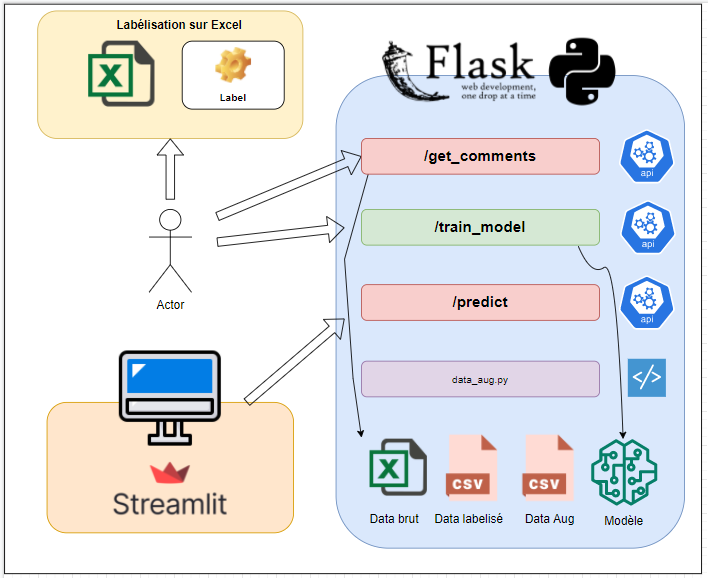 Labélisation sur Excel
X
Label
Flask
web development,
one drop at a time
/get_comments
api
/train_model
api
Actor
/predict
api
data_aug.py
</>
Streamlit
X
CSV
CSV
Data brut
Data labelisé
Data Aug
Modèle